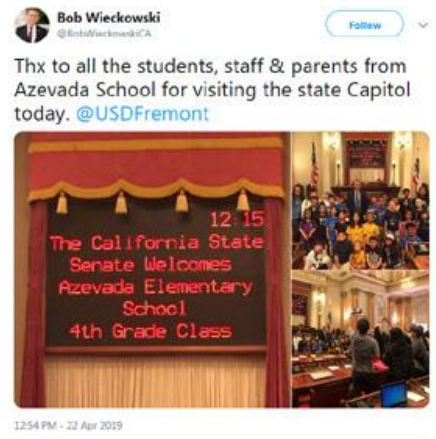 Bob Wieckowski
@BobWieckowskiCA
Follow
Thx to all the students, staff & parents from
Azevada School for visiting the state Capitol
today. @USDFremont
12:15
The California State
Senate Welcomes
Azevada Elementary
School
4th Grade Class
12:54 PM - 22 Apr 2019